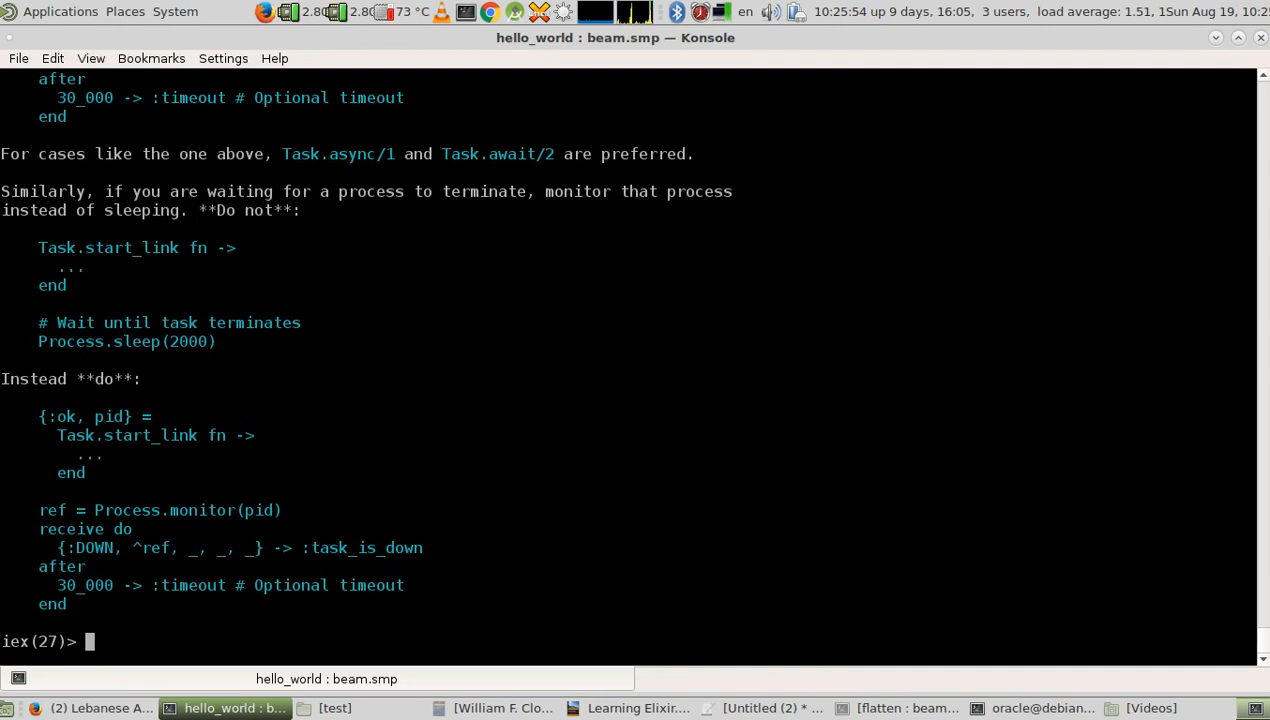 Applications Places System 2.80 2.80 73 °C en 10:25:54 up 9 days, 16:05, 3 users, load average: 1.51, 1Sun Aug 19, 10:25
hello_world : beam.smp — Konsole
File Edit View Bookmarks Settings Help
after
30_000 -> :timeout # Optional timeout
end
For cases like the one above, Task.async/1 and Task.await/2 are preferred.
Similarly, if you are waiting for a process to terminate, monitor that process
instead of sleeping. **Do not**:
Task.start_link fn ->
...
end
# Wait until task terminates
Process.sleep(2000)
Instead **do**:
{:ok, pid} =
Task.start_link fn ->
...
end
ref = Process.monitor(pid)
receive do
{:DOWN, ^ref, _, _, _} -> :task_is_down
after
30_000 -> :timeout # Optional timeout
end
iex(27)>
hello_world : beam.smp
(2) Lebanese A... hello_world : b... [test] [William F. Clo... Learning Elixir.... [Untitled (2) * ... [flatten : beam... oracle@debian... [Videos]